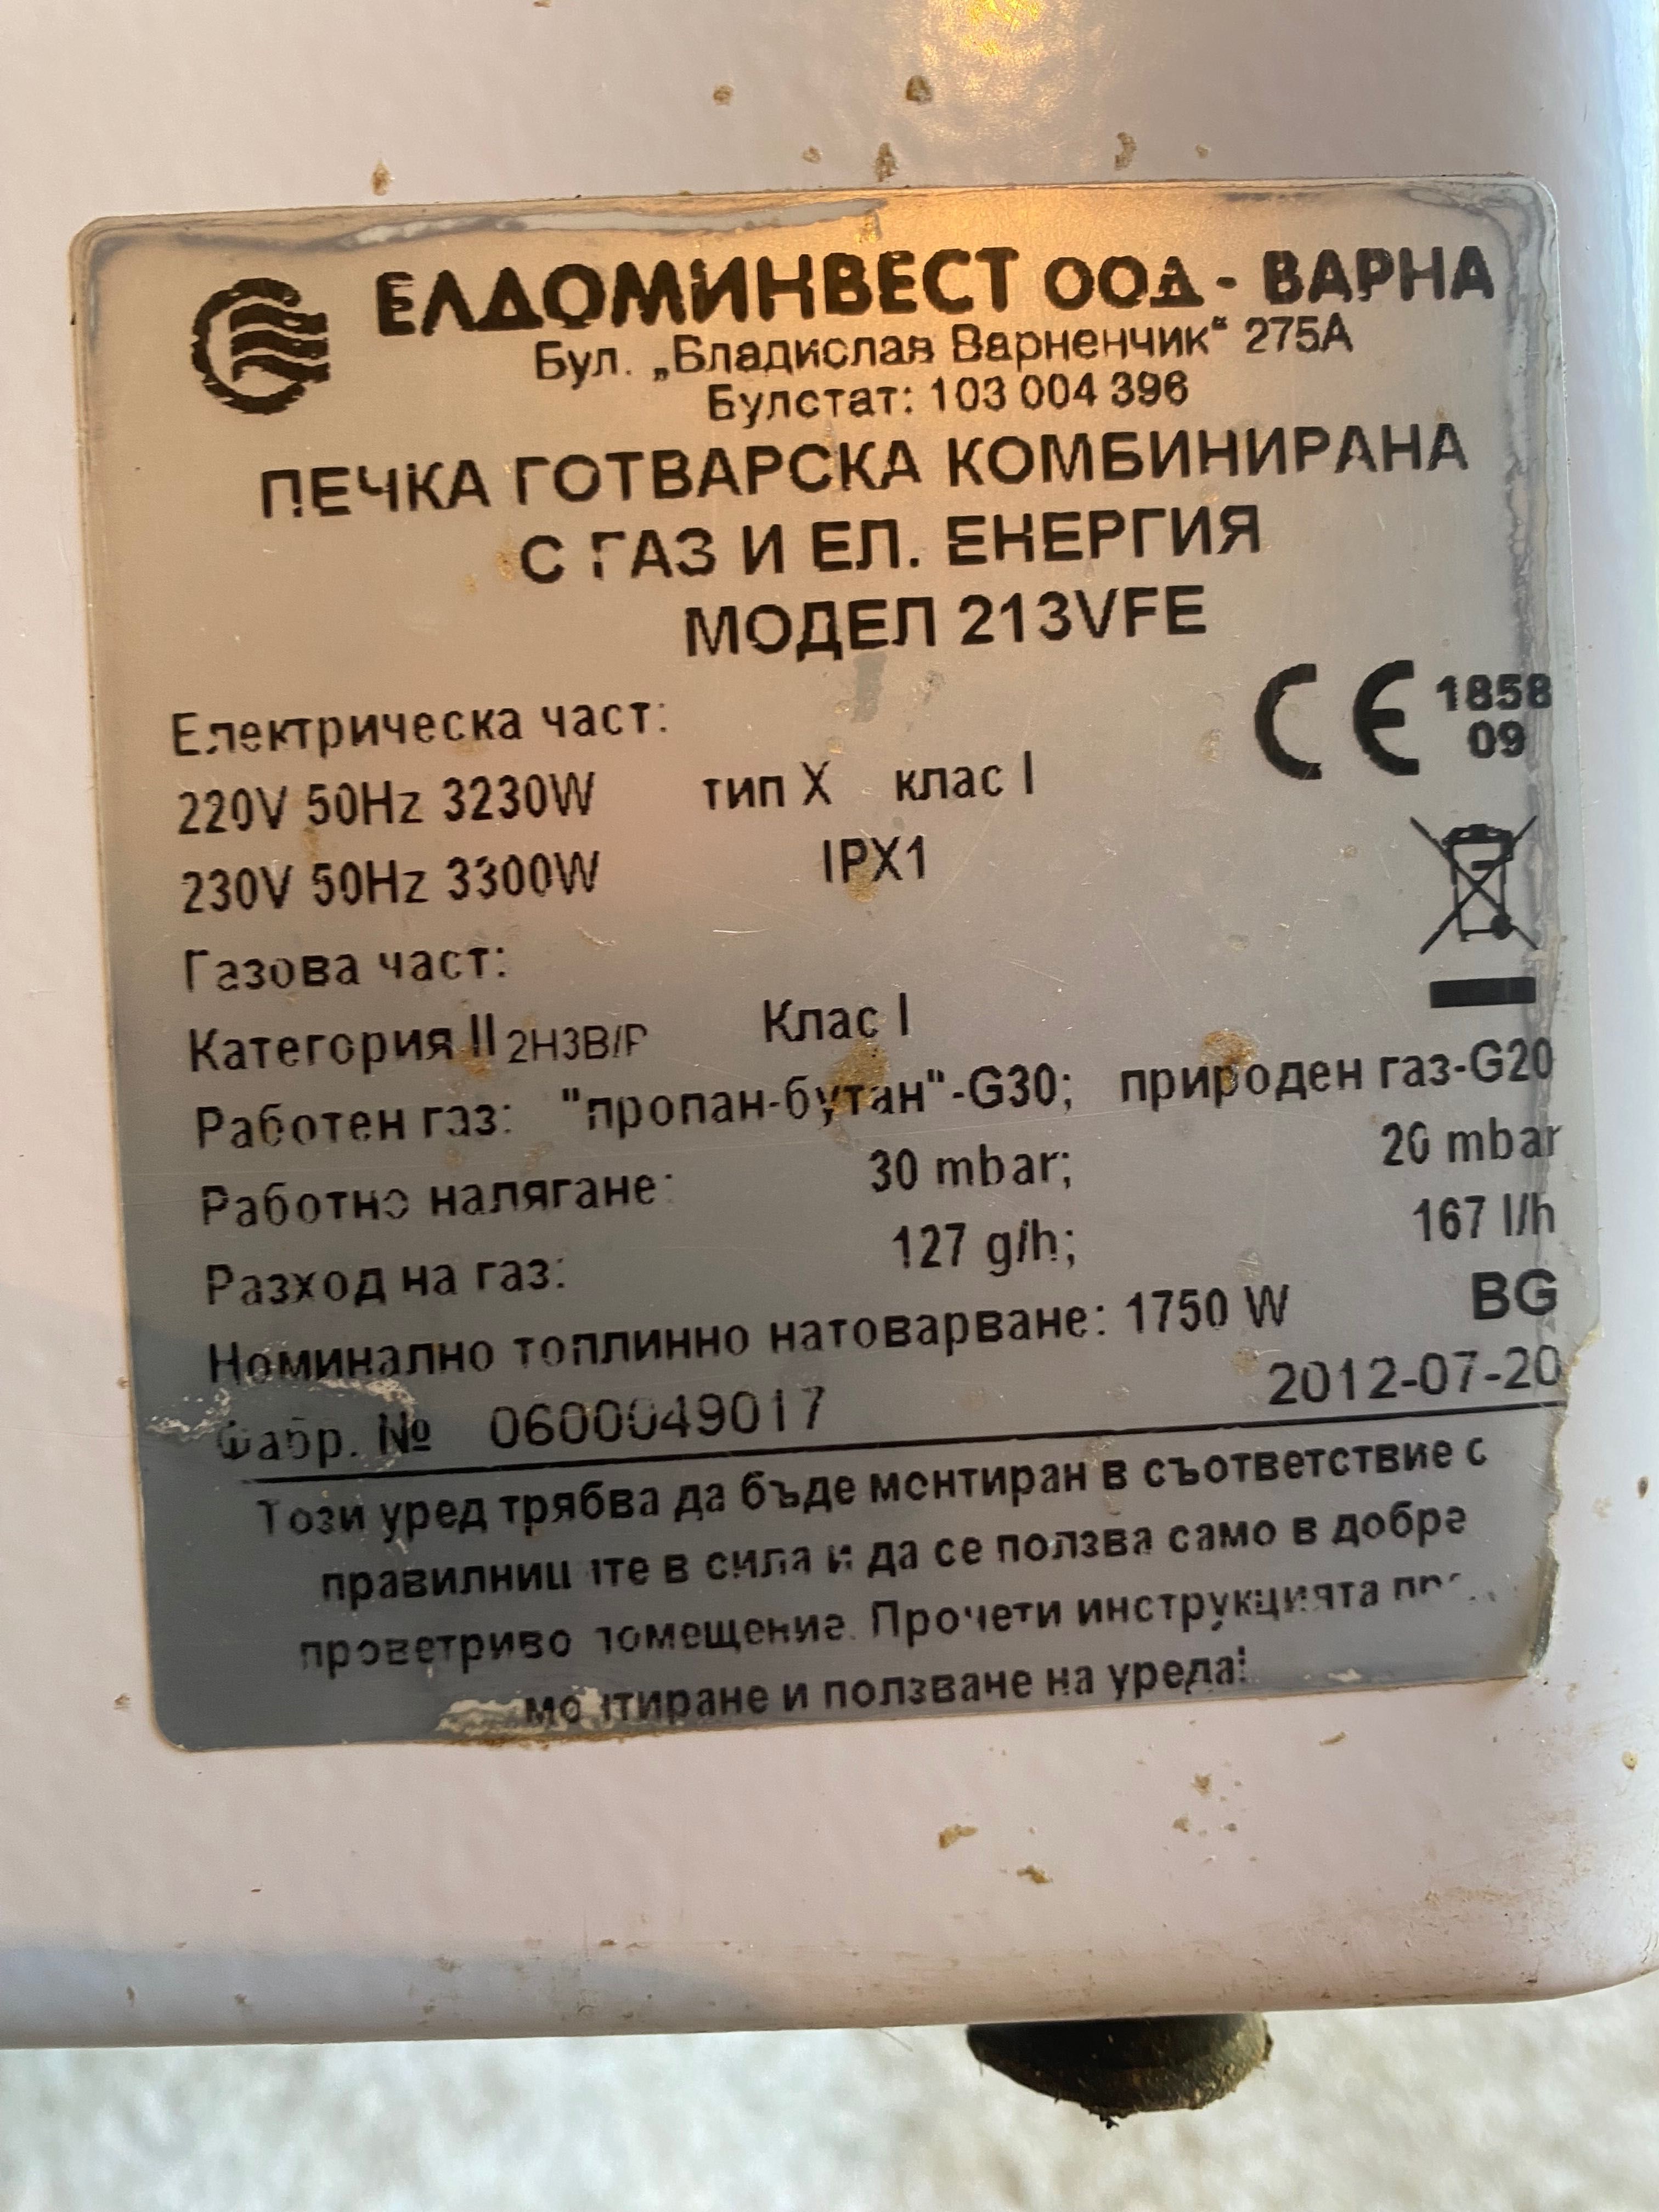 ЕЛДОМИНВЕСТ ООД - ВАРНА
Бул. „Владислав Варненчик“ 275А
Булстат: 103 004 396
ПЕЧКА ГОТВАРСКА КОМБИНИРАНА
С ГАЗ И ЕЛ. ЕНЕРГИЯ
МОДЕЛ 213VFE
CE 1858
09
Електрическа част:
220V 50Hz 3230W тип X клас I
230V 50Hz 3300W IPX1
Газова част:
Категория II 2H3B/P Клас I
Работен газ: "пропан-бутан"-G30; природен газ-G20
Работно налягане: 30 mbar; 20 mbar
Разход на газ: 127 g/h; 167 l/h
Номинално топлинно натоварване: 1750 W BG
Фабр. № 0600049017 2012-07-20
Този уред трябва да бъде монтиран в съответствие с
правилниците в сила и да се ползва само в добре
проветриво помещение. Прочети инструкцията
монтиране и ползване на уреда!